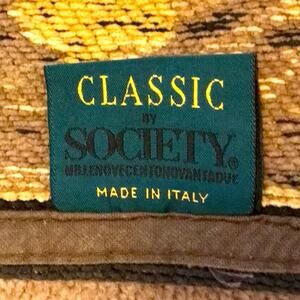 CLASSIC
BY
SOCIETY®
MILLENOVECENTONOVANTADUE
MADE IN ITALY